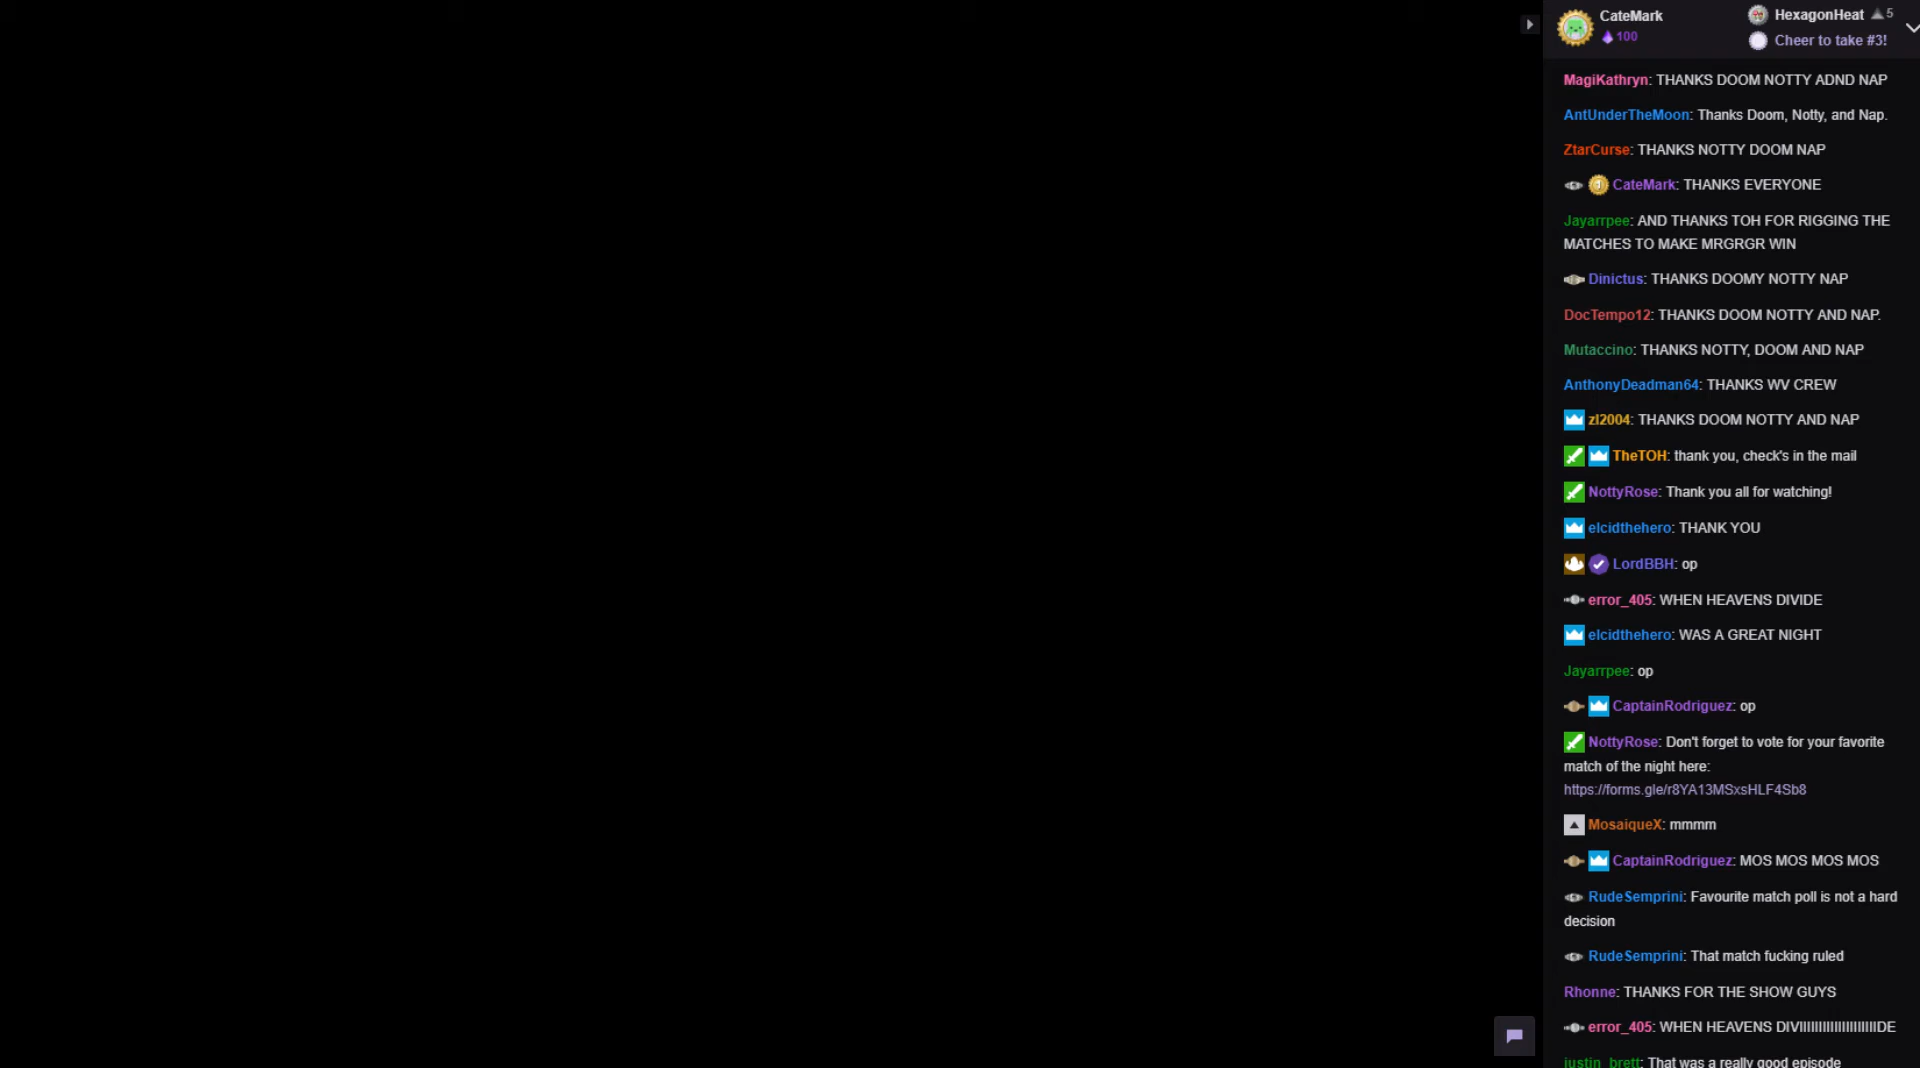 CateMark
100
HexagonHeat 5
Cheer to take #3!
MagiKathryn: THANKS DOOM NOTTY ADND NAP
AntUnderTheMoon: Thanks Doom, Notty, and Nap.
ZtarCurse: THANKS NOTTY DOOM NAP
CateMark: THANKS EVERYONE
Jayarrpee: AND THANKS TOH FOR RIGGING THE
MATCHES TO MAKE MRGRGR WIN
Dinictus: THANKS DOOMY NOTTY NAP
DocTempo12: THANKS DOOM NOTTY AND NAP.
Mutaccino: THANKS NOTTY, DOOM AND NAP
AnthonyDeadman64: THANKS WV CREW
zl2004: THANKS DOOM NOTTY AND NAP
TheTOH: thank you, check's in the mail
NottyRose: Thank you all for watching!
elcidthehero: THANK YOU
LordBBH: op
error_405: WHEN HEAVENS DIVIDE
elcidthehero: WAS A GREAT NIGHT
Jayarrpee: op
CaptainRodriguez: op
NottyRose: Don't forget to vote for your favorite
match of the night here:
https://forms.gle/r8YA13MSxsHLF4Sb8
MosaiqueX: mmmm
CaptainRodriguez: MOS MOS MOS MOS
RudeSemprini: Favourite match poll is not a hard
decision
RudeSemprini: That match fucking ruled
Rhonne: THANKS FOR THE SHOW GUYS
error_405: WHEN HEAVENS DIVIIIIIIIIIIIIIIIIIIIIDE
justin_brett: That was a really good episode